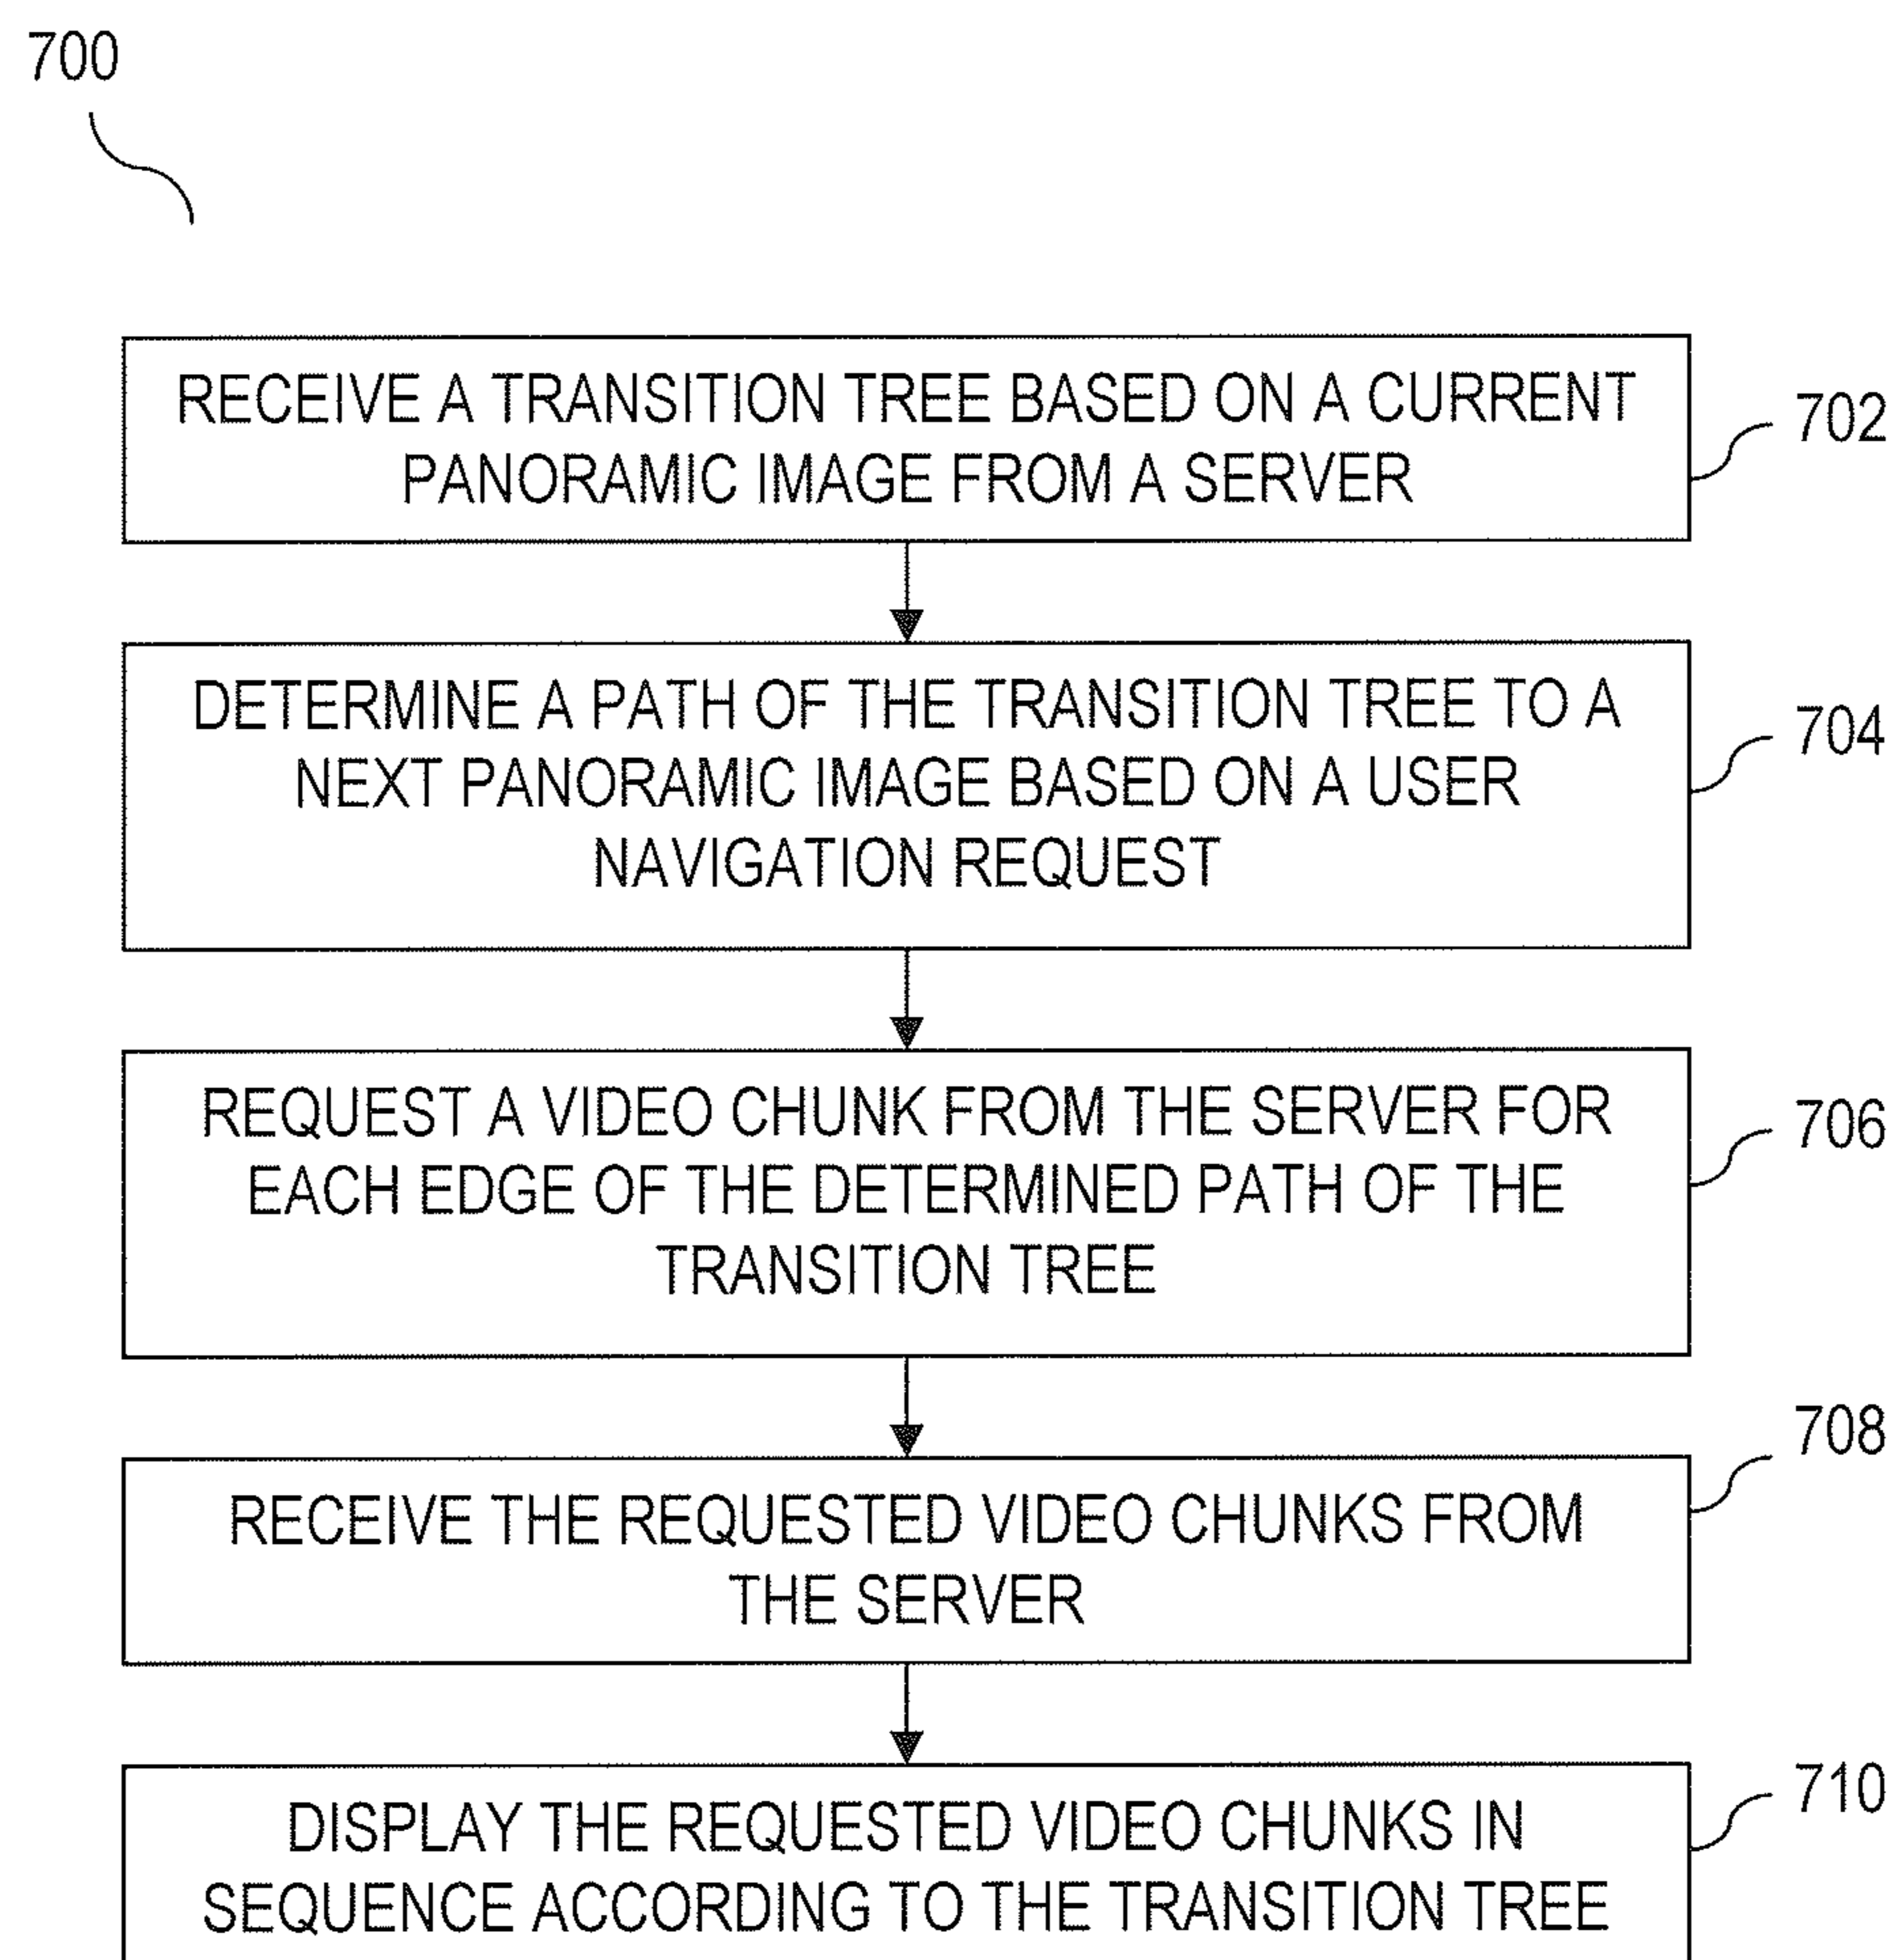 700
RECEIVE A TRANSITION TREE BASED ON A CURRENT
PANORAMIC IMAGE FROM A SERVER
702
DETERMINE A PATH OF THE TRANSITION TREE TO A
NEXT PANORAMIC IMAGE BASED ON A USER
NAVIGATION REQUEST
704
REQUEST A VIDEO CHUNK FROM THE SERVER FOR
EACH EDGE OF THE DETERMINED PATH OF THE
TRANSITION TREE
706
RECEIVE THE REQUESTED VIDEO CHUNKS FROM
THE SERVER
708
DISPLAY THE REQUESTED VIDEO CHUNKS IN
SEQUENCE ACCORDING TO THE TRANSITION TREE
710